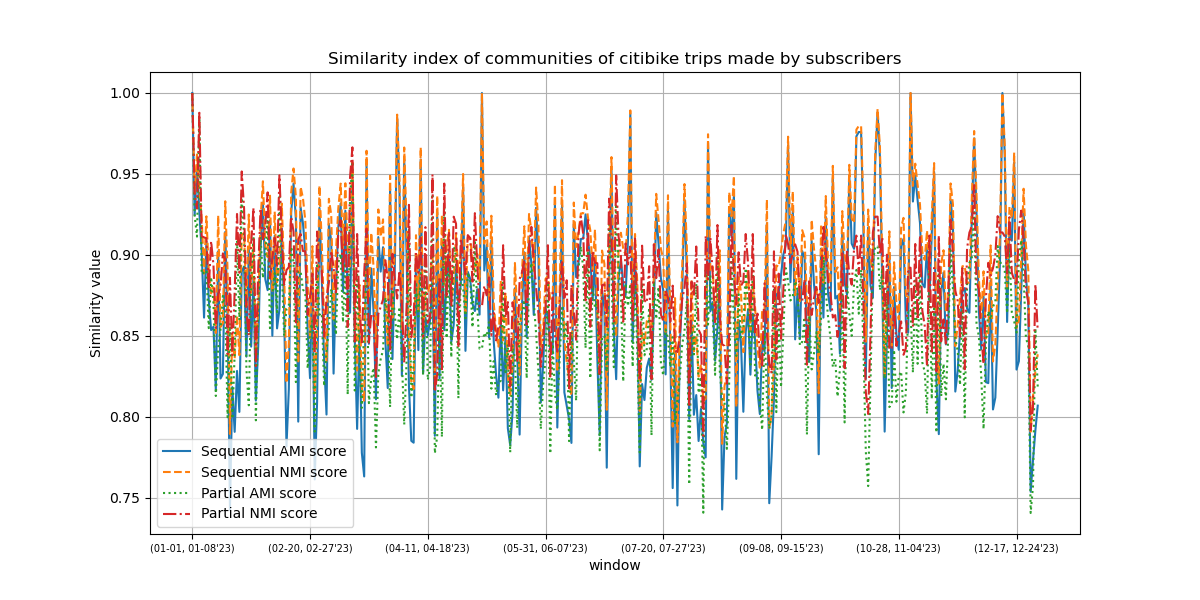 Similarity index of communities of citibike trips made by subscribers
1.00
0.95
0.90
0.85
0.80
0.75
Similarity value
Sequential AMI score
Sequential NMI score
Partial AMI score
Partial NMI score
(01-01, 01-08'23) (02-20, 02-27'23) (04-11, 04-18'23) (05-31, 06-07'23) (07-20, 07-27'23) (09-08, 09-15'23) (10-28, 11-04'23) (12-17, 12-24'23)
window